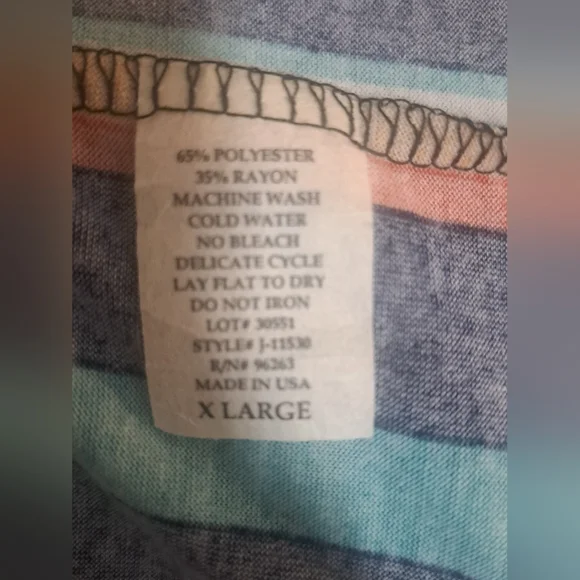 65% POLYESTER
35% RAYON
MACHINE WASH
COLD WATER
NO BLEACH
DELICATE CYCLE
LAY FLAT TO DRY
DO NOT IRON
LOT# 30551
STYLE# J-11530
R/N# 96263
MADE IN USA
X LARGE